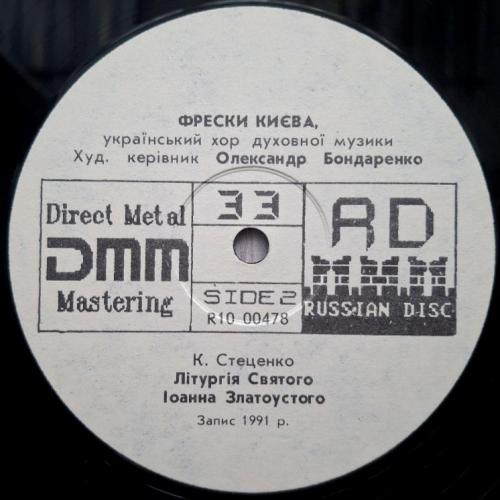 ФРЕСКИ КИЄВА,
український хор духовної музики
Худ. керівник Олександр Бондаренко
Direct Metal
DMM
Mastering
33
SIDE 2
R10 00478
RD
RUSSIAN DISC
К. Стеценко
Літургія Святого
Іоанна Златоустого
Запис 1991 р.